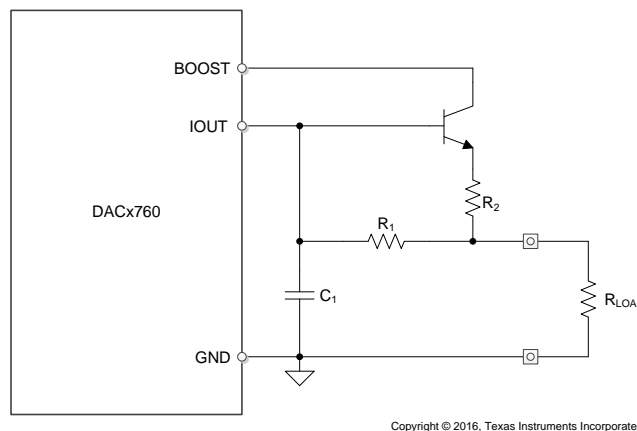 BOOST
IOUT
DACx760
R2
R1
C1
RLOA
GND
Copyright © 2016, Texas Instruments Incorporate